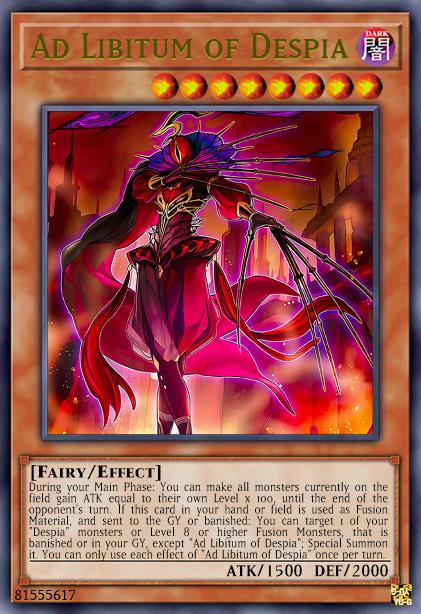 AD LIBITUM OF DESPIA
DARK
闇
[FAIRY/EFFECT]
During your Main Phase: You can make all monsters currently on the
field gain ATK equal to their own Level x 100, until the end of the
opponent's turn. If this card in your hand or field is used as Fusion
Material, and sent to the GY or banished: You can target 1 of your
"Despia" monsters or Level 8 or higher Fusion Monsters, that is
banished or in your GY, except "Ad Libitum of Despia"; Special Summon
it. You can only use each effect of "Ad Libitum of Despia" once per turn.
ATK/1500 DEF/2000
81555617